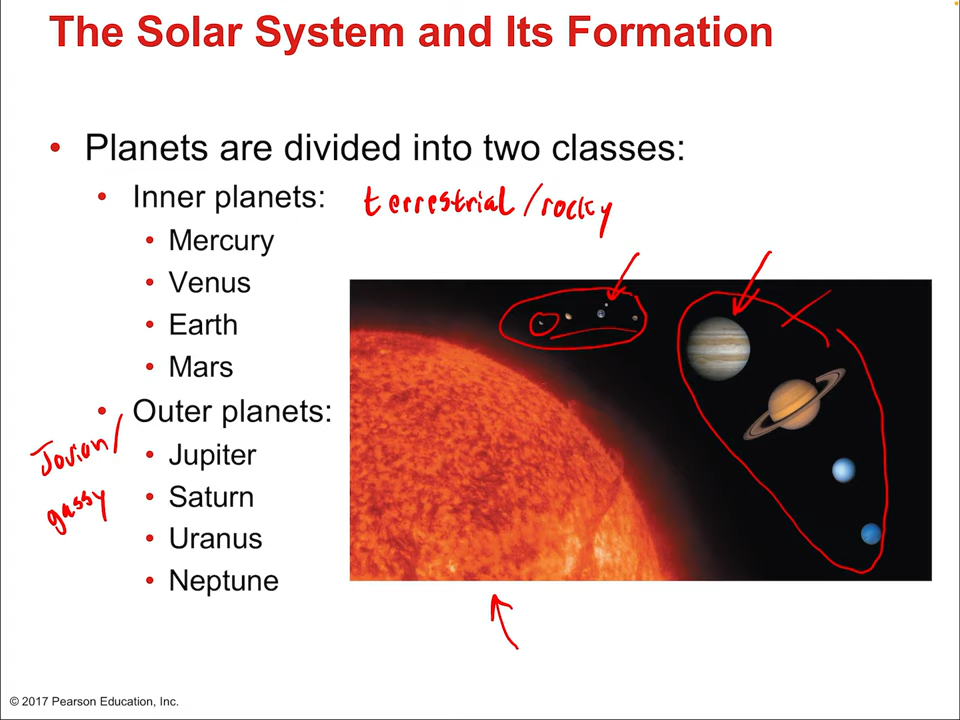 The Solar System and Its Formation
• Planets are divided into two classes:
• Inner planets: terrestrial/rocky
• Mercury
• Venus
• Earth
• Mars
• Outer planets:
Jovian/
gassy
• Jupiter
• Saturn
• Uranus
• Neptune
© 2017 Pearson Education, Inc.